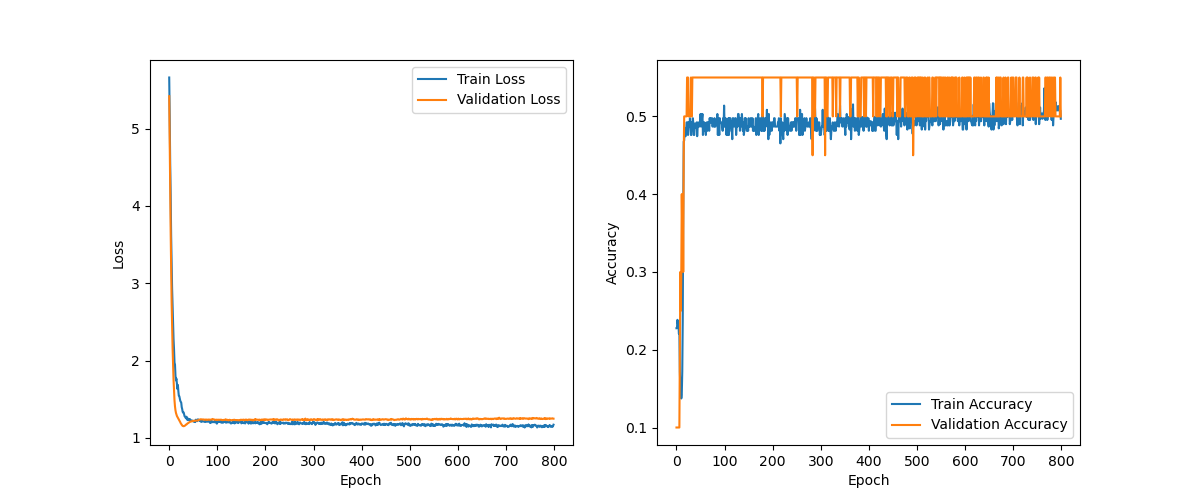 Train Loss
Validation Loss
5
4
3
2
1
0 100 200 300 400 500 600 700 800
Epoch
Loss
0.5
0.4
0.3
0.2
0.1
Train Accuracy
Validation Accuracy
0 100 200 300 400 500 600 700 800
Epoch
Accuracy